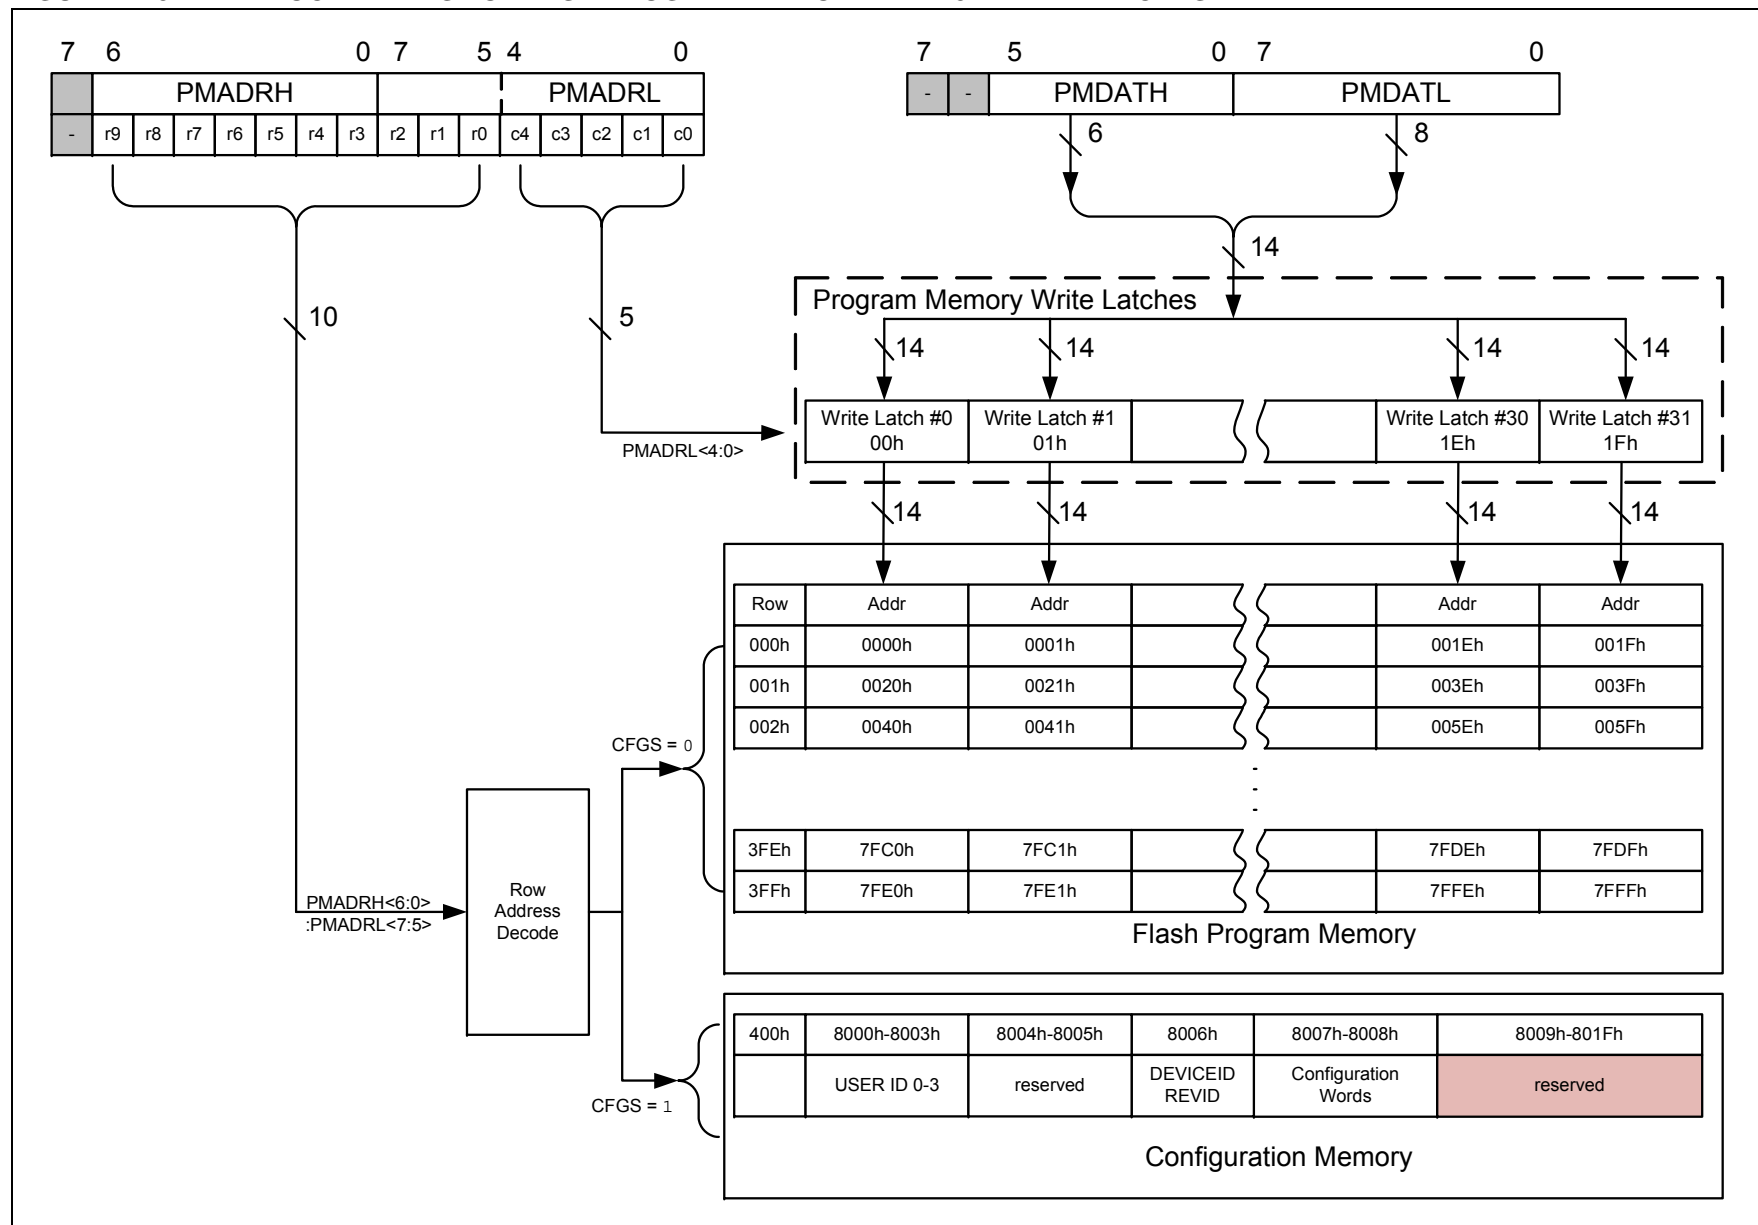 7 6 0 7 5 4 0
7 5 0 7 0
PMADRH PMADRL
- - PMDATH PMDATL
- r9 r8 r7 r6 r5 r4 r3 r2 r1 r0 c4 c3 c2 c1 c0
6 8
14
Program Memory Write Latches
10 5
14 14 14 14
Write Latch #0 Write Latch #1 Write Latch #30 Write Latch #31
00h 01h 1Eh 1Fh
PMADRL<4:0>
14 14 14 14
Row Addr Addr Addr Addr
000h 0000h 0001h 001Eh 001Fh
001h 0020h 0021h 003Eh 003Fh
002h 0040h 0041h 005Eh 005Fh
CFGS = 0
3FEh 7FC0h 7FC1h 7FDEh 7FDFh
3FFh 7FE0h 7FE1h 7FFEh 7FFFh
PMADRH<6:0>
:PMADRL<7:5>
Row
Address
Decode
Flash Program Memory
400h 8000h-8003h 8004h-8005h 8006h 8007h-8008h 8009h-801Fh
USER ID 0-3 reserved DEVICEID
REVID Configuration
Words reserved
CFGS = 1
Configuration Memory